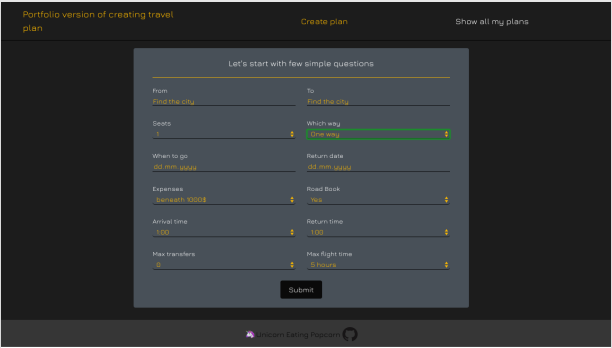 Portfolio version of creating travel
plan
Create plan
Show all my plans
Let's start with few simple questions
From
To
Find the city
Find the city
Seats
Which way
1
One way
When to go
Return date
dd.mm.yyyy
dd.mm.yyyy
Expenses
Road Book
beneath 1000$
Yes
Arrival time
Return time
1:00
1:00
Max transfers
Max flight time
0
5 hours
Submit
Unicorn Eating Popcorn